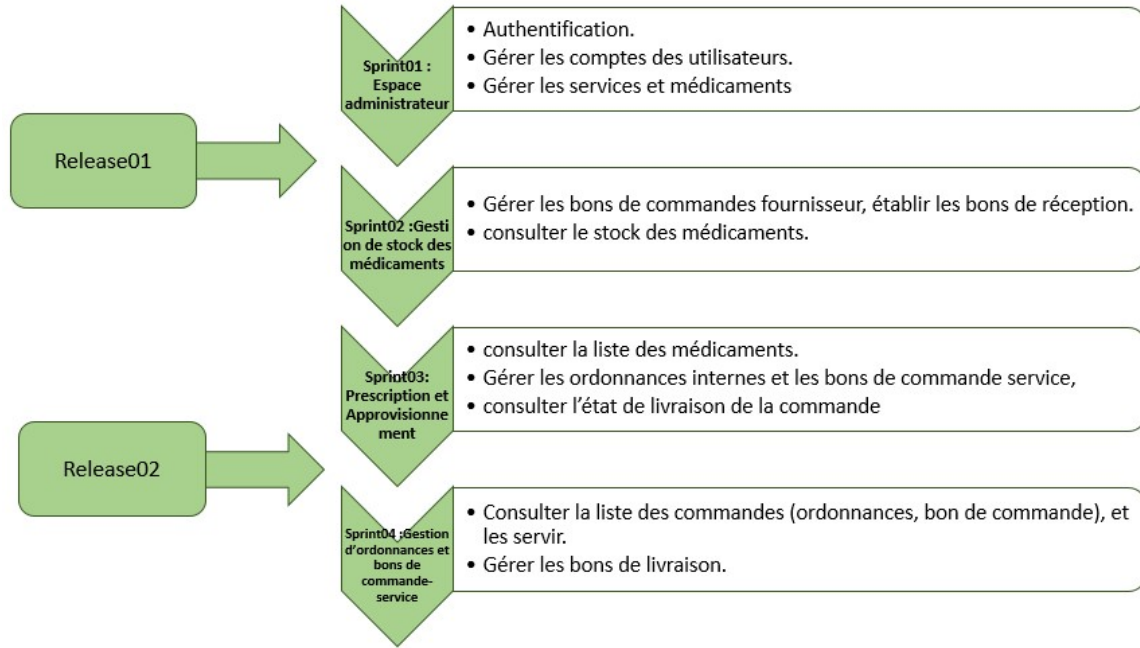 Release01
Sprint01 :
Espace
administrateur
• Authentification.
• Gérer les comptes des utilisateurs.
• Gérer les services et médicaments
Sprint02 :Gesti
on de stock des
médicaments
• Gérer les bons de commandes fournisseur, établir les bons de réception.
• consulter le stock des médicaments.
Release02
Sprint03:
Prescription et
Approvisionne
ment
• consulter la liste des médicaments.
• Gérer les ordonnances internes et les bons de commande service,
• consulter l'état de livraison de la commande
Sprint04 :Gestion
d'ordonnances et
bons de
commande-
service
• Consulter la liste des commandes (ordonnances, bon de commande), et
les servir.
• Gérer les bons de livraison.